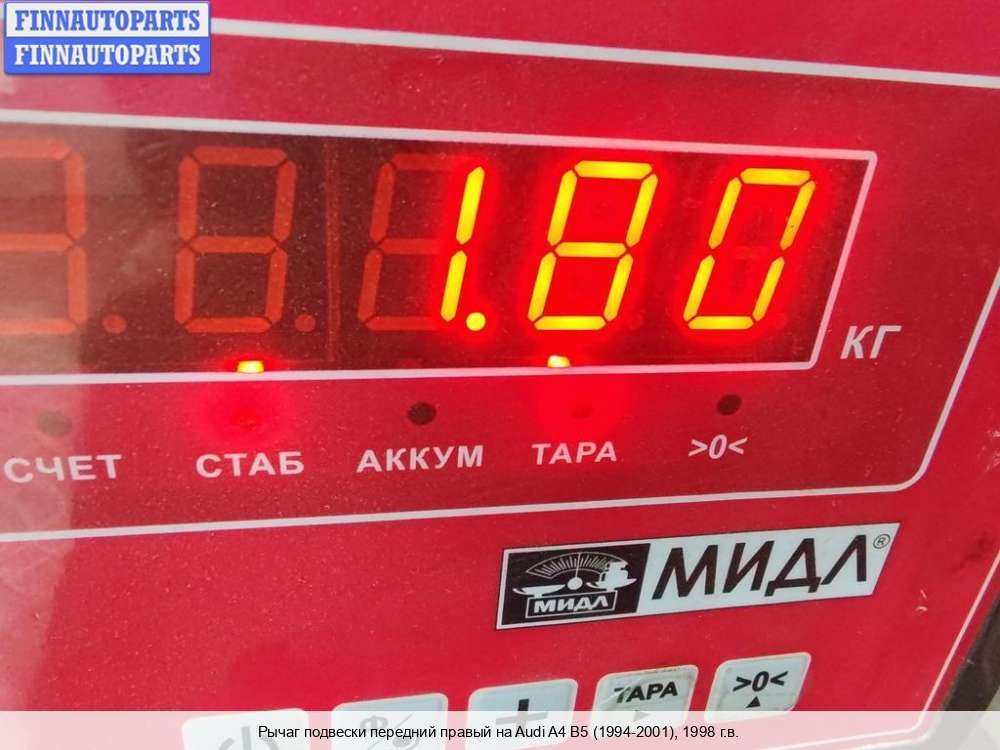 FINNAUTOPARTS
FINNAUTOPARTS
1.80
КГ
СЧЕТ СТАБ АККУМ ТАРА >0<
МИДЛ МИДЛ®
+ ТАРА >0<
Рычаг подвески передний правый на Audi A4 B5 (1994-2001), 1998 г.в.